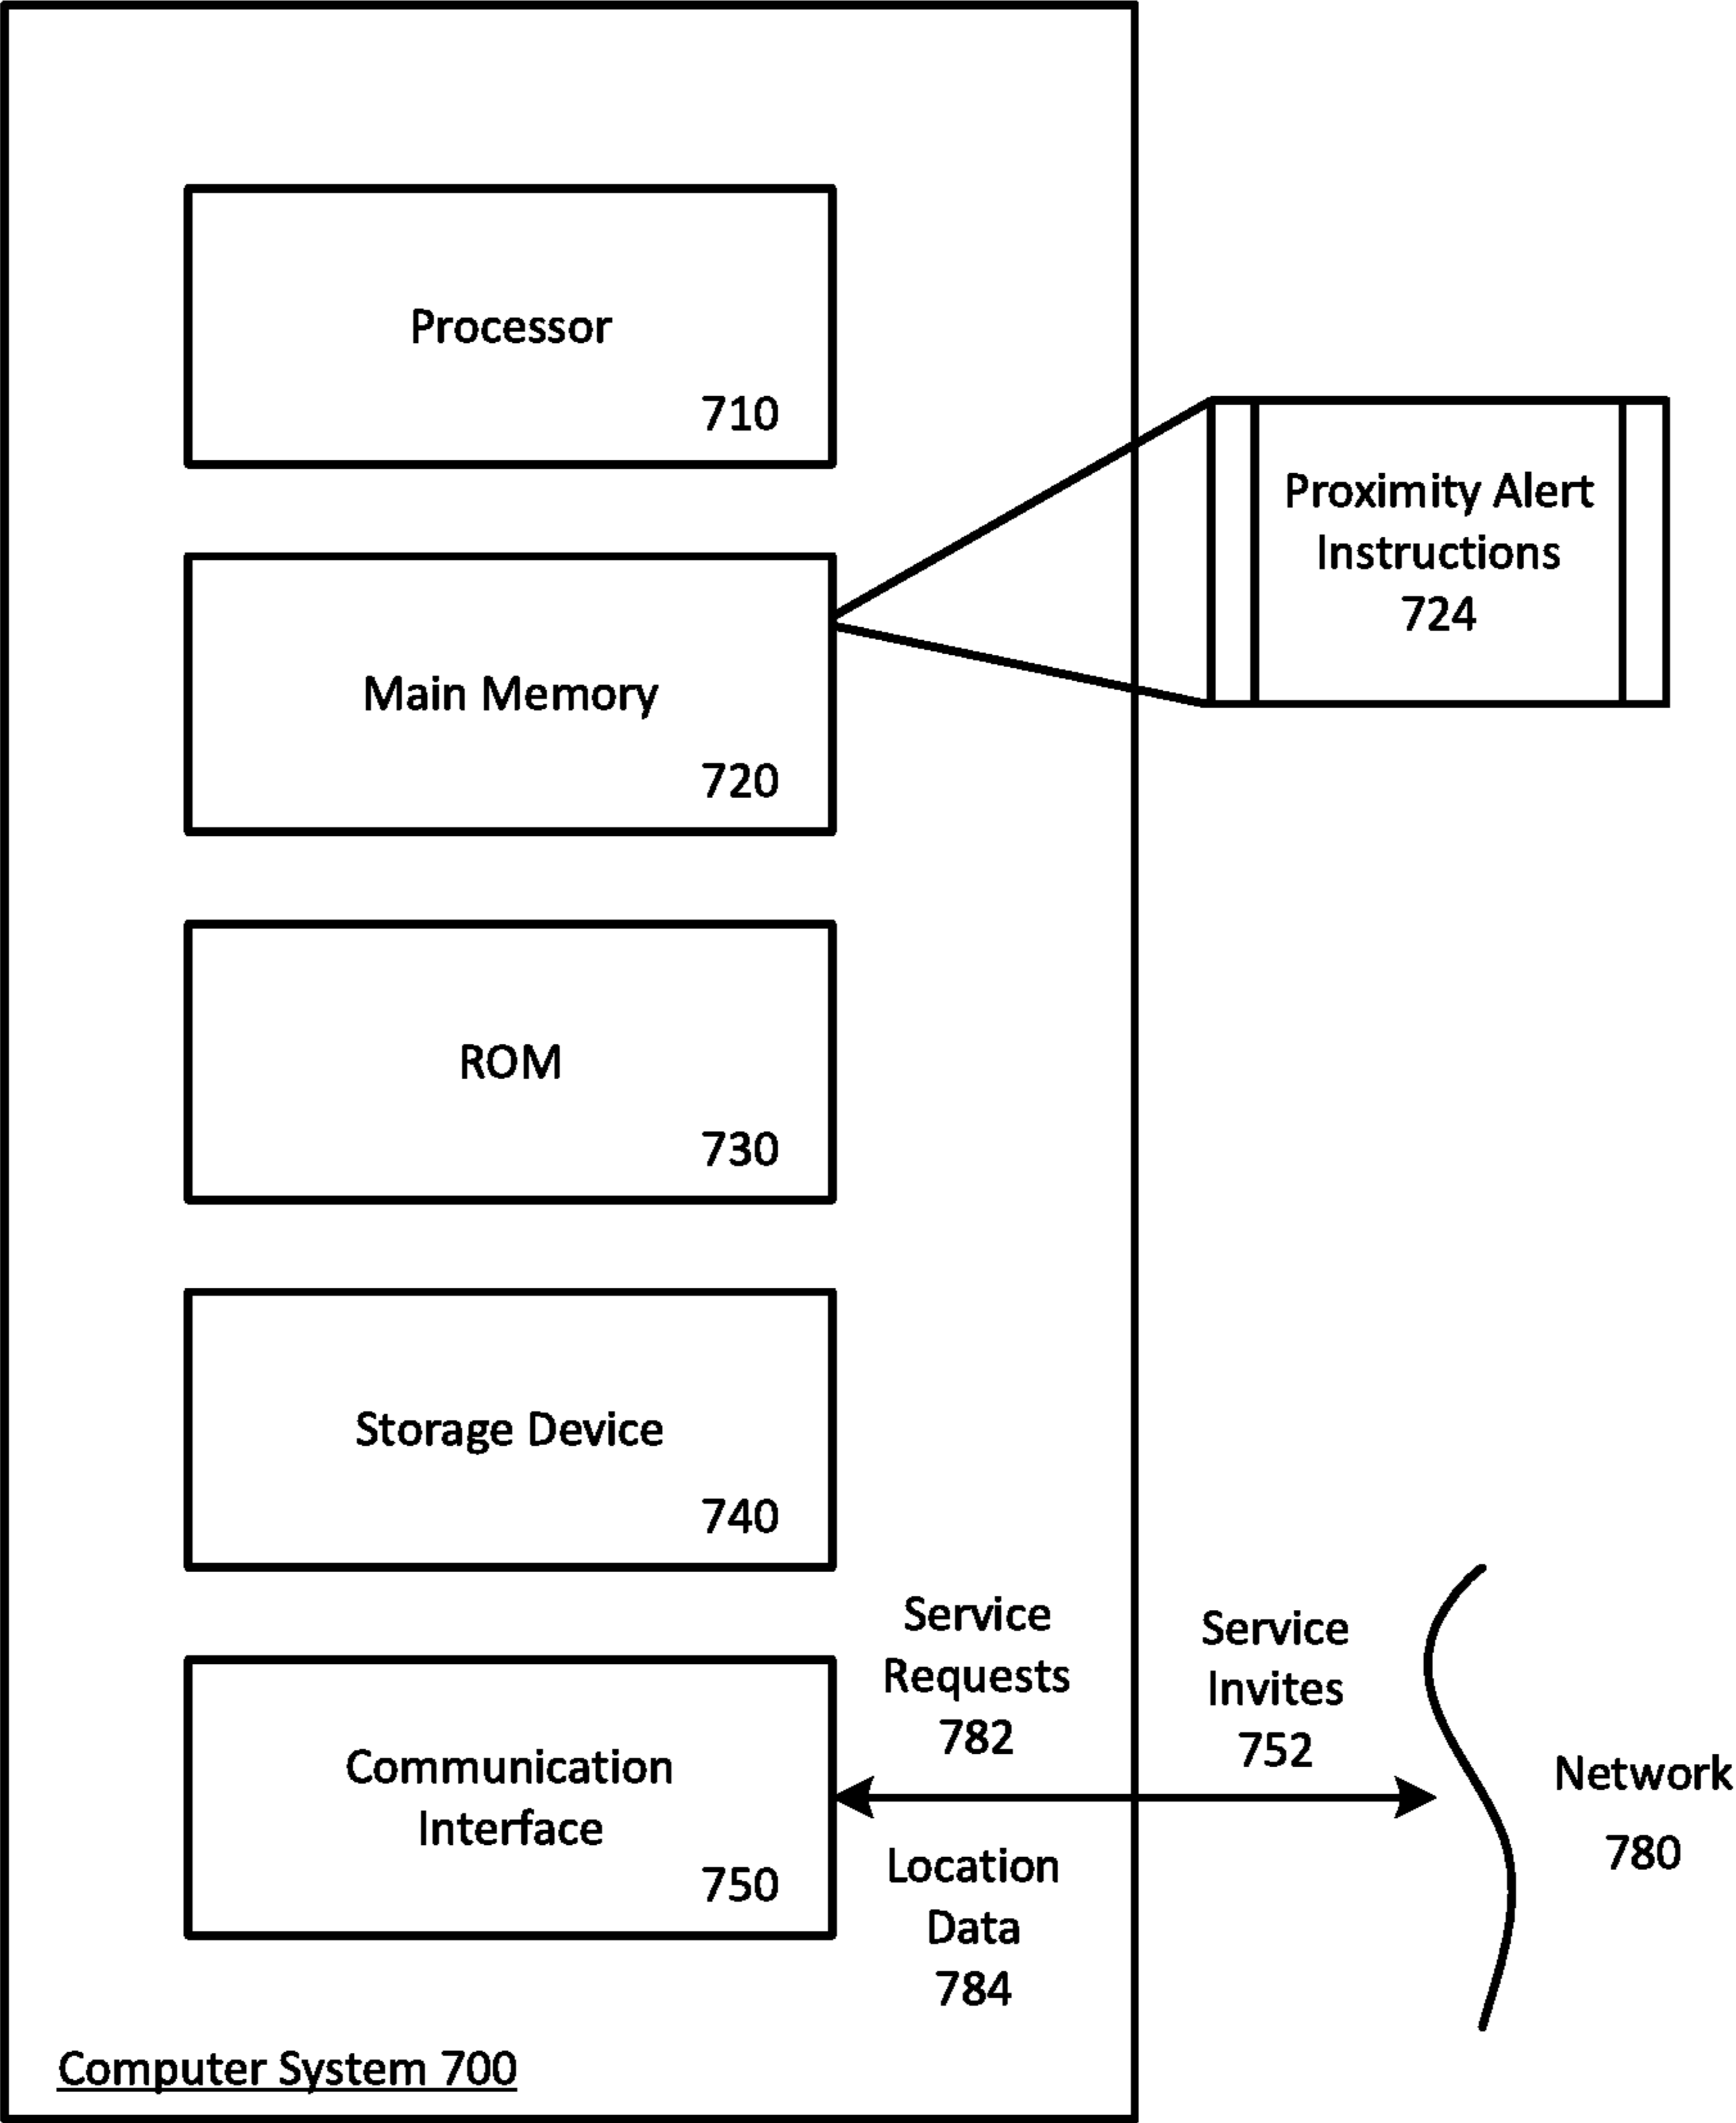 Processor
710
Proximity Alert
Instructions
724
Main Memory
720
ROM
730
Storage Device
740
Service
Requests
782
Service
Invites
752
Communication
Interface
750
Network
780
Location
Data
784
Computer System 700